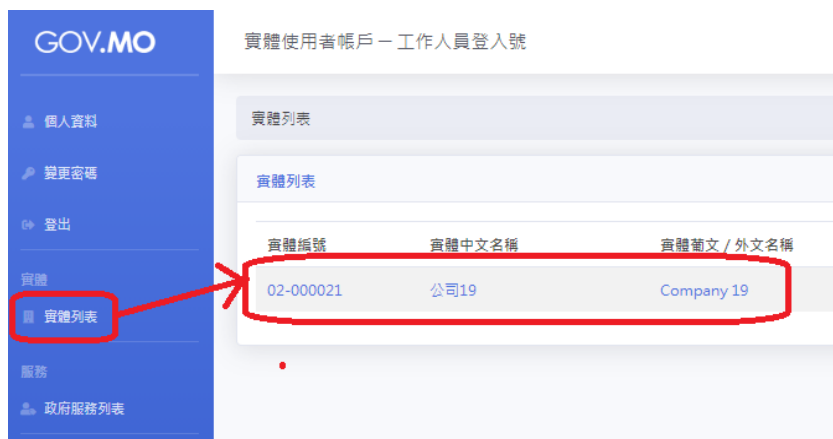 GOV.MO
實體使用者帳戶 – 工作人員登入號
個人資料
變更密碼
登出
實體
實體列表
服務
政府服務列表
實體列表
實體列表
實體編號 實體中文名稱 實體葡文 / 外文名稱
02-000021 公司19 Company 19